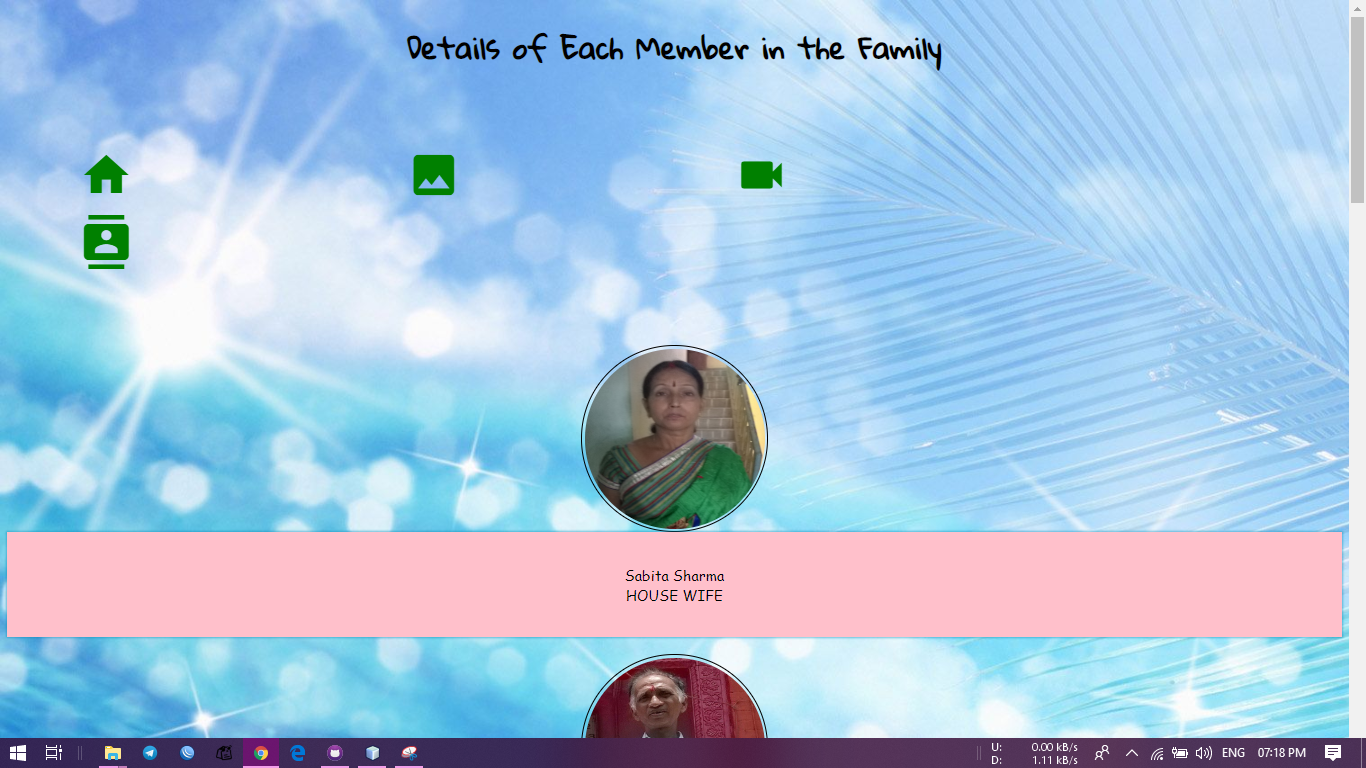 Details of Each Member in the Family
Sabita Sharma
HOUSE WIFE
U: 0.00 kB/s
D: 1.11 kB/s
ENG
07:18 PM